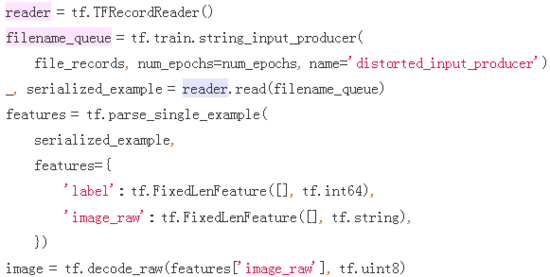 reader = tf.TFRecordReader()
filename_queue = tf.train.string_input_producer(
    file_records, num_epochs=num_epochs, name='distorted_input_producer')
_, serialized_example = reader.read(filename_queue)
features = tf.parse_single_example(
    serialized_example,
    features={
        'label': tf.FixedLenFeature([], tf.int64),
        'image_raw': tf.FixedLenFeature([], tf.string),
    })
image = tf.decode_raw(features['image_raw'], tf.uint8)